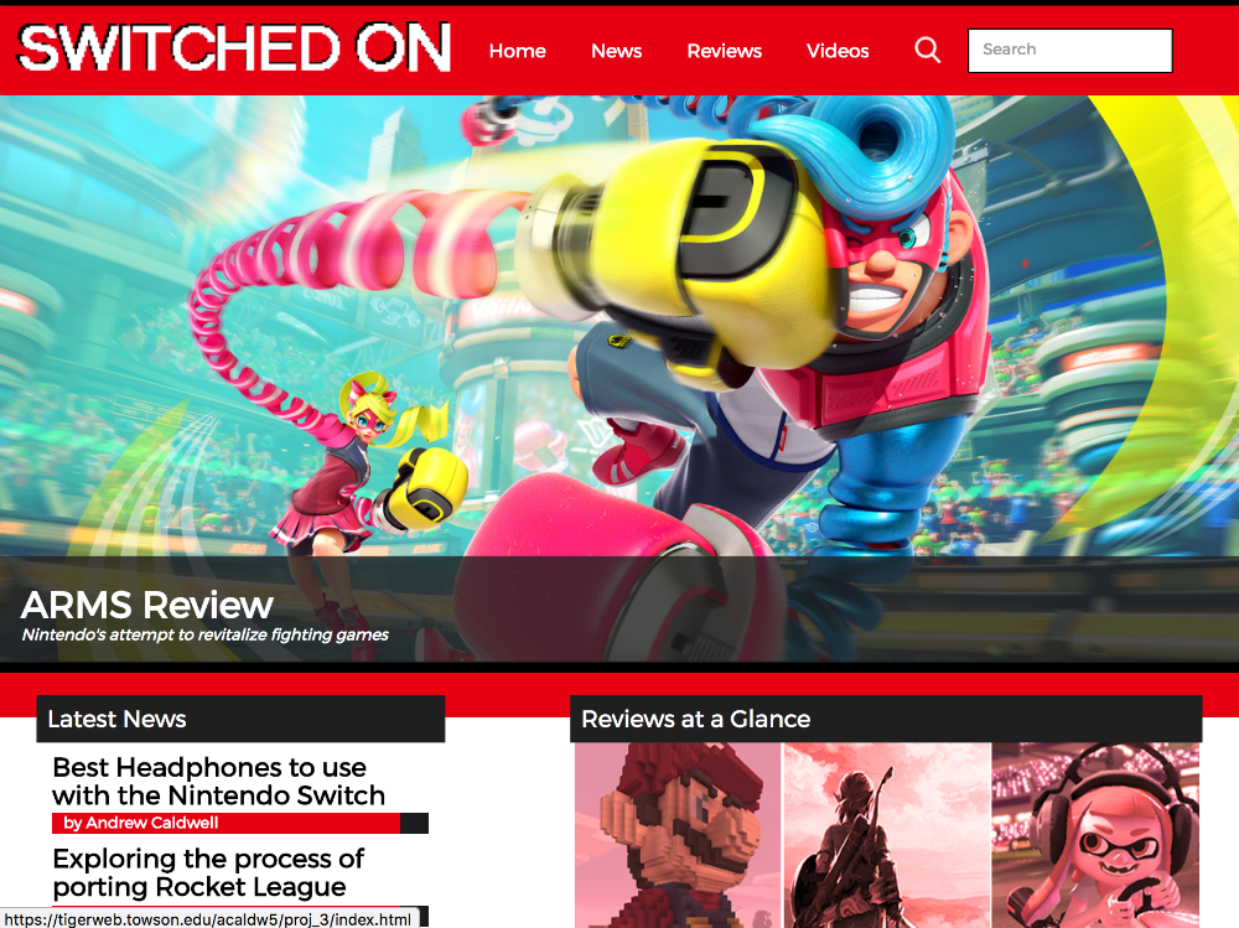 SWITCHED ON
Home
News
Reviews
Videos
Search
ARMS Review
Nintendo's attempt to revitalize fighting games
Latest News
Reviews at a Glance
Best Headphones to use
with the Nintendo Switch
by Andrew Caldwell
Exploring the process of
porting Rocket League
https://tigerweb.towson.edu/acaldw5/proj_3/index.html